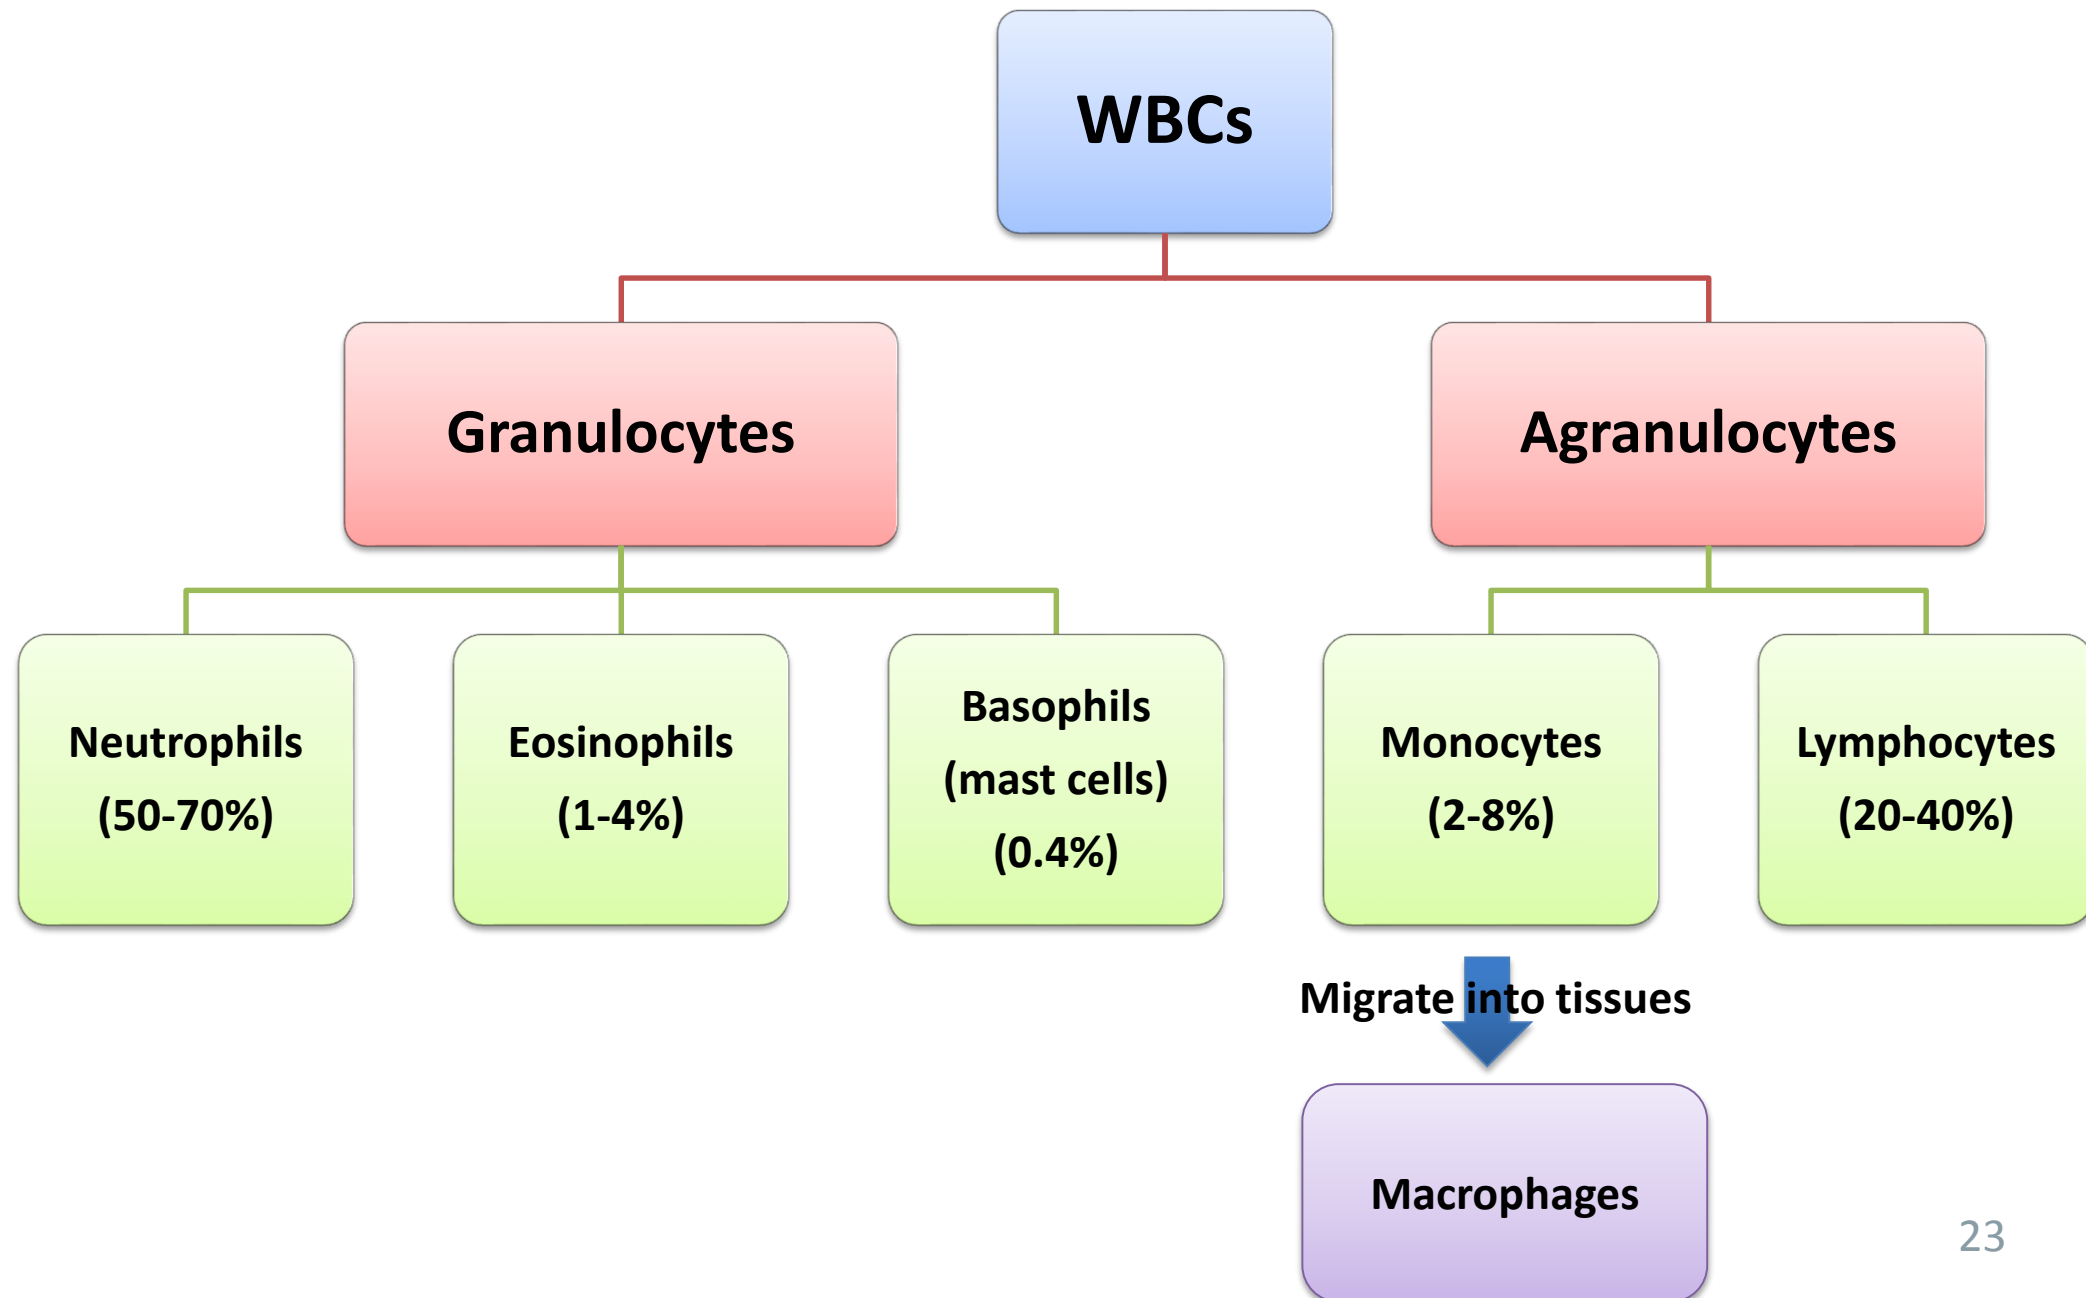 WBCs
Granulocytes
Agranulocytes
Neutrophils
(50-70%)
Eosinophils
(1-4%)
Basophils
(mast cells)
(0.4%)
Monocytes
(2-8%)
Lymphocytes
(20-40%)
Migrate into tissues
Macrophages
23